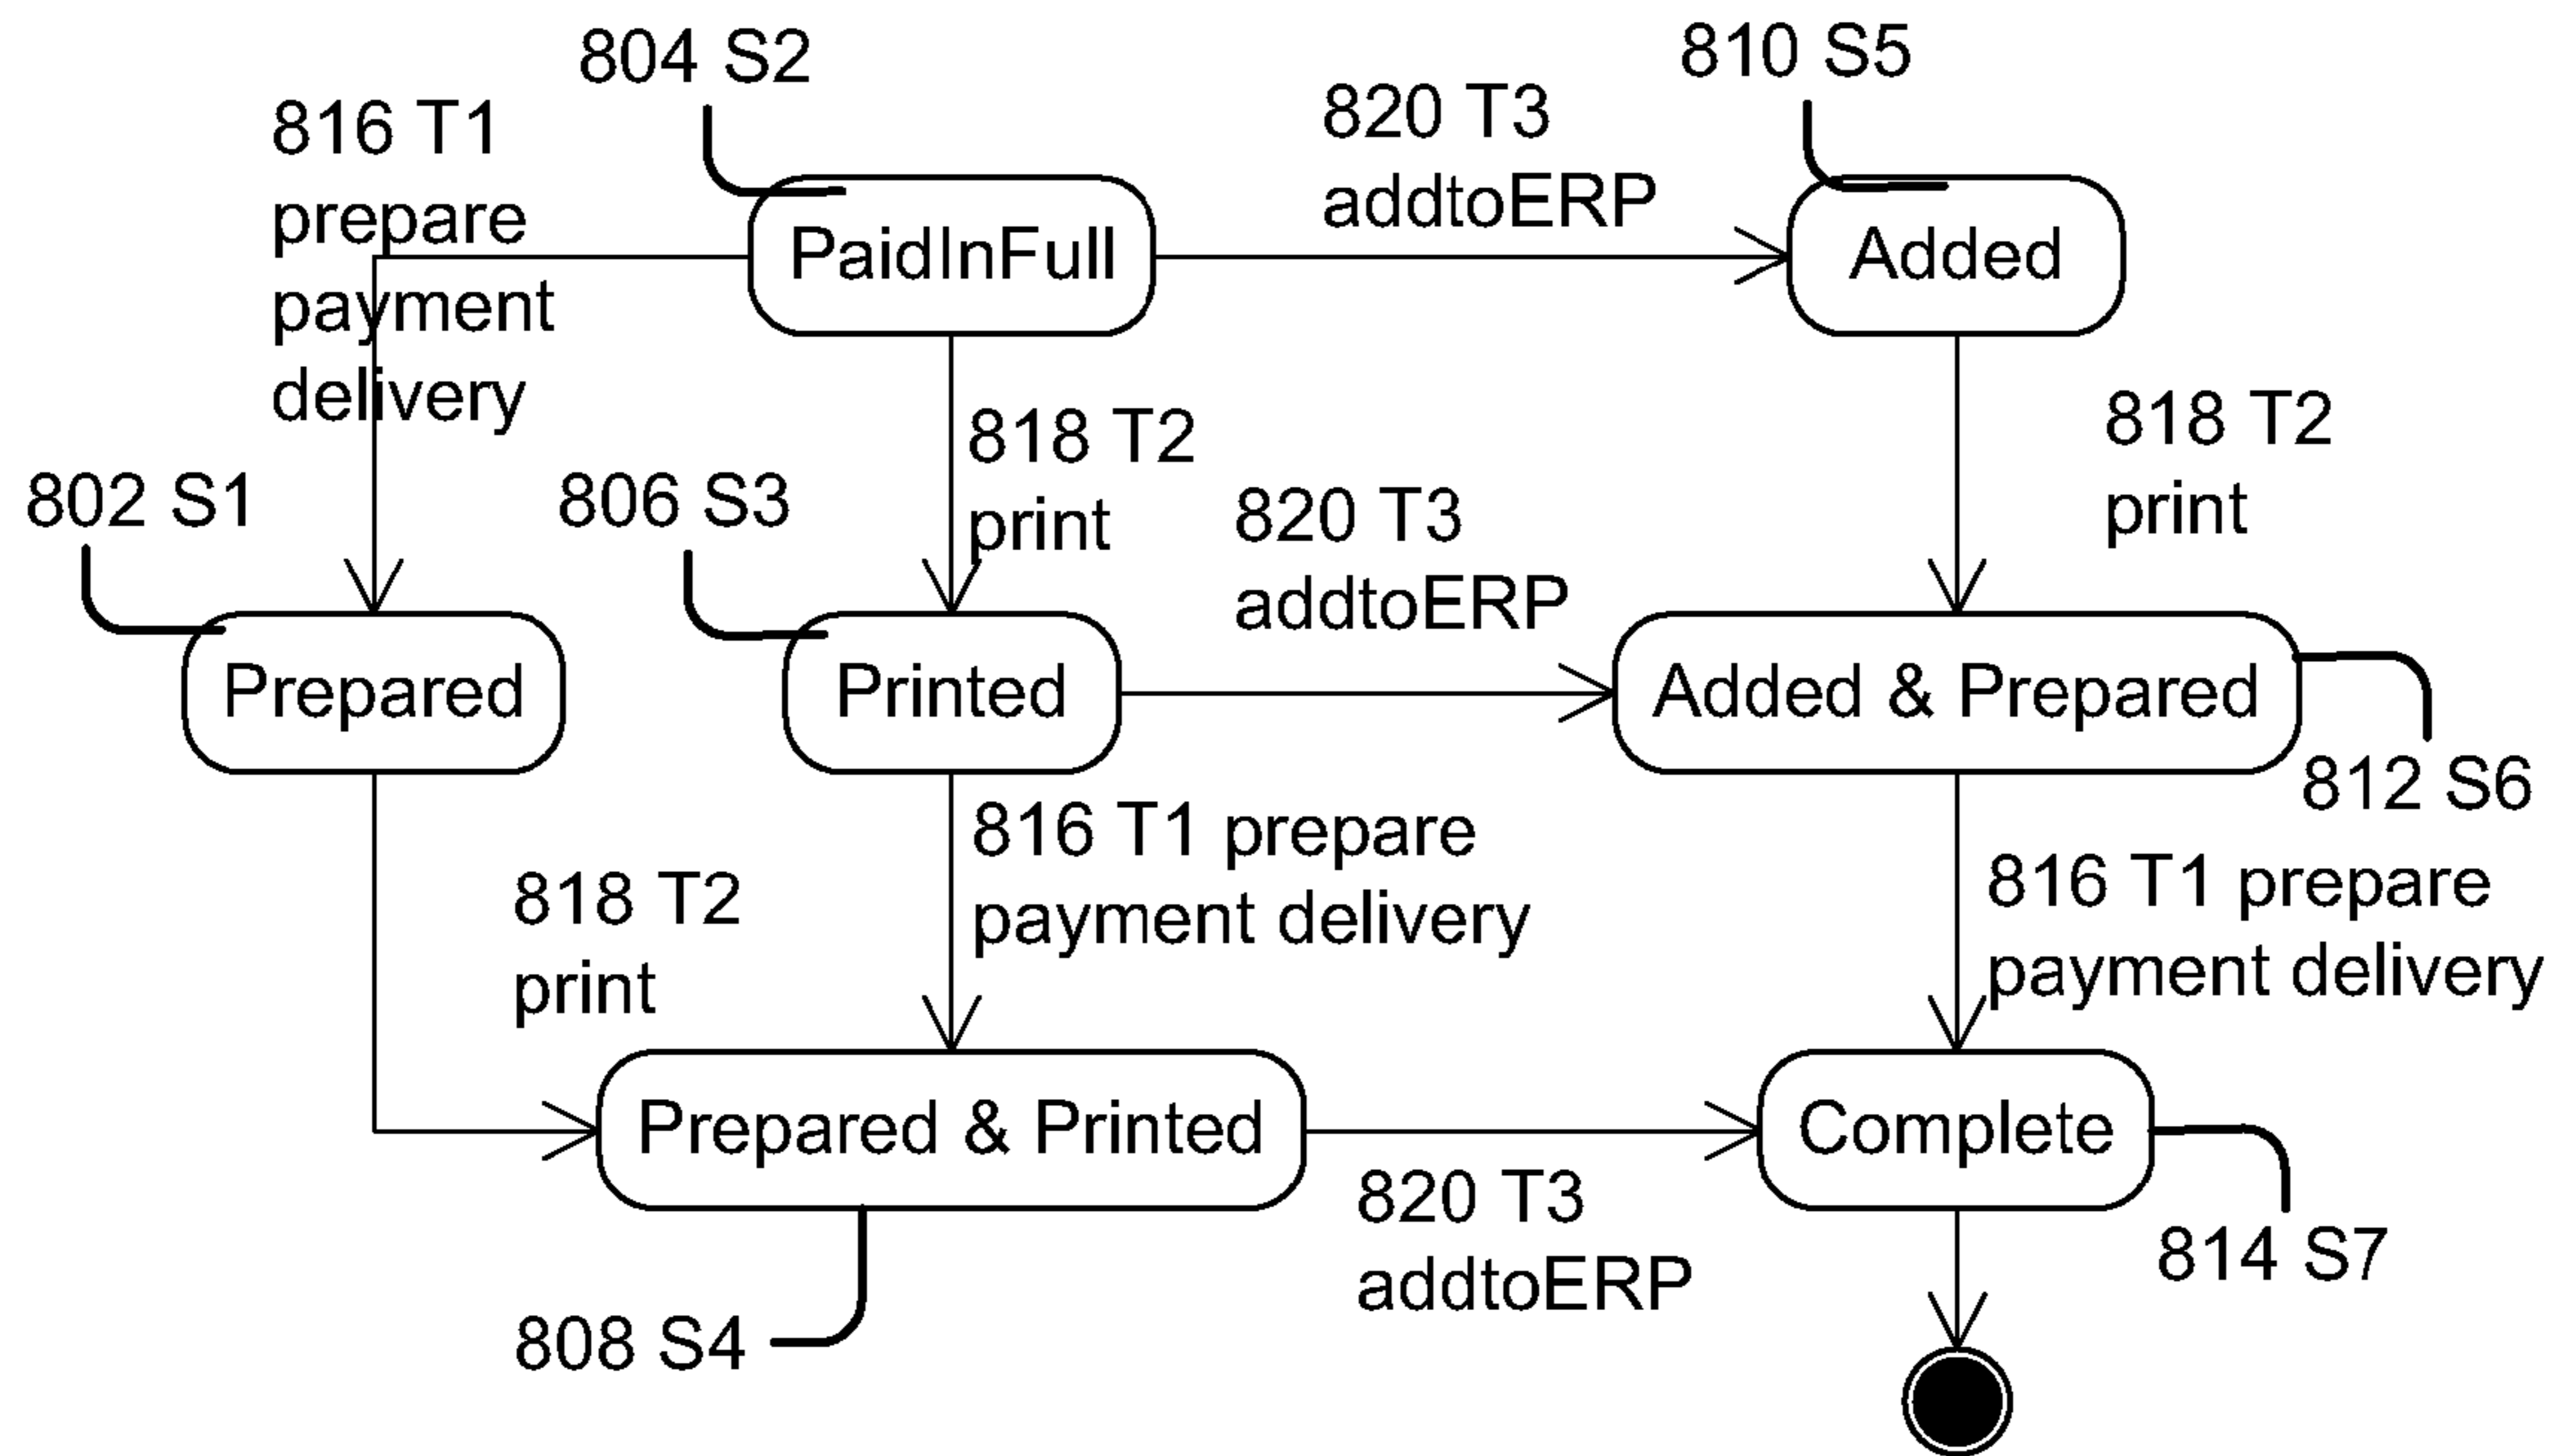 804 S2
810 S5
816 T1
prepare
payment
delivery
820 T3
addtoERP
PaidInFull
Added
818 T2
print
818 T2
print
802 S1
806 S3
820 T3
addtoERP
Prepared
Printed
Added & Prepared
812 S6
816 T1 prepare
payment delivery
816 T1 prepare
payment delivery
818 T2
print
Prepared & Printed
Complete
820 T3
addtoERP
814 S7
808 S4